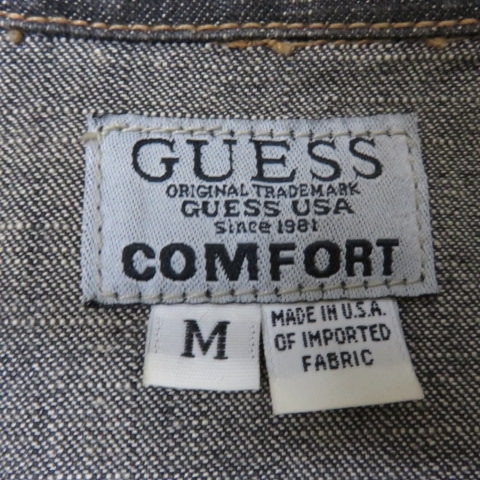 GUESS
ORIGINAL TRADEMARK
GUESS USA
since 1981
COMFORT
M
MADE IN U.S.A.
OF IMPORTED
FABRIC